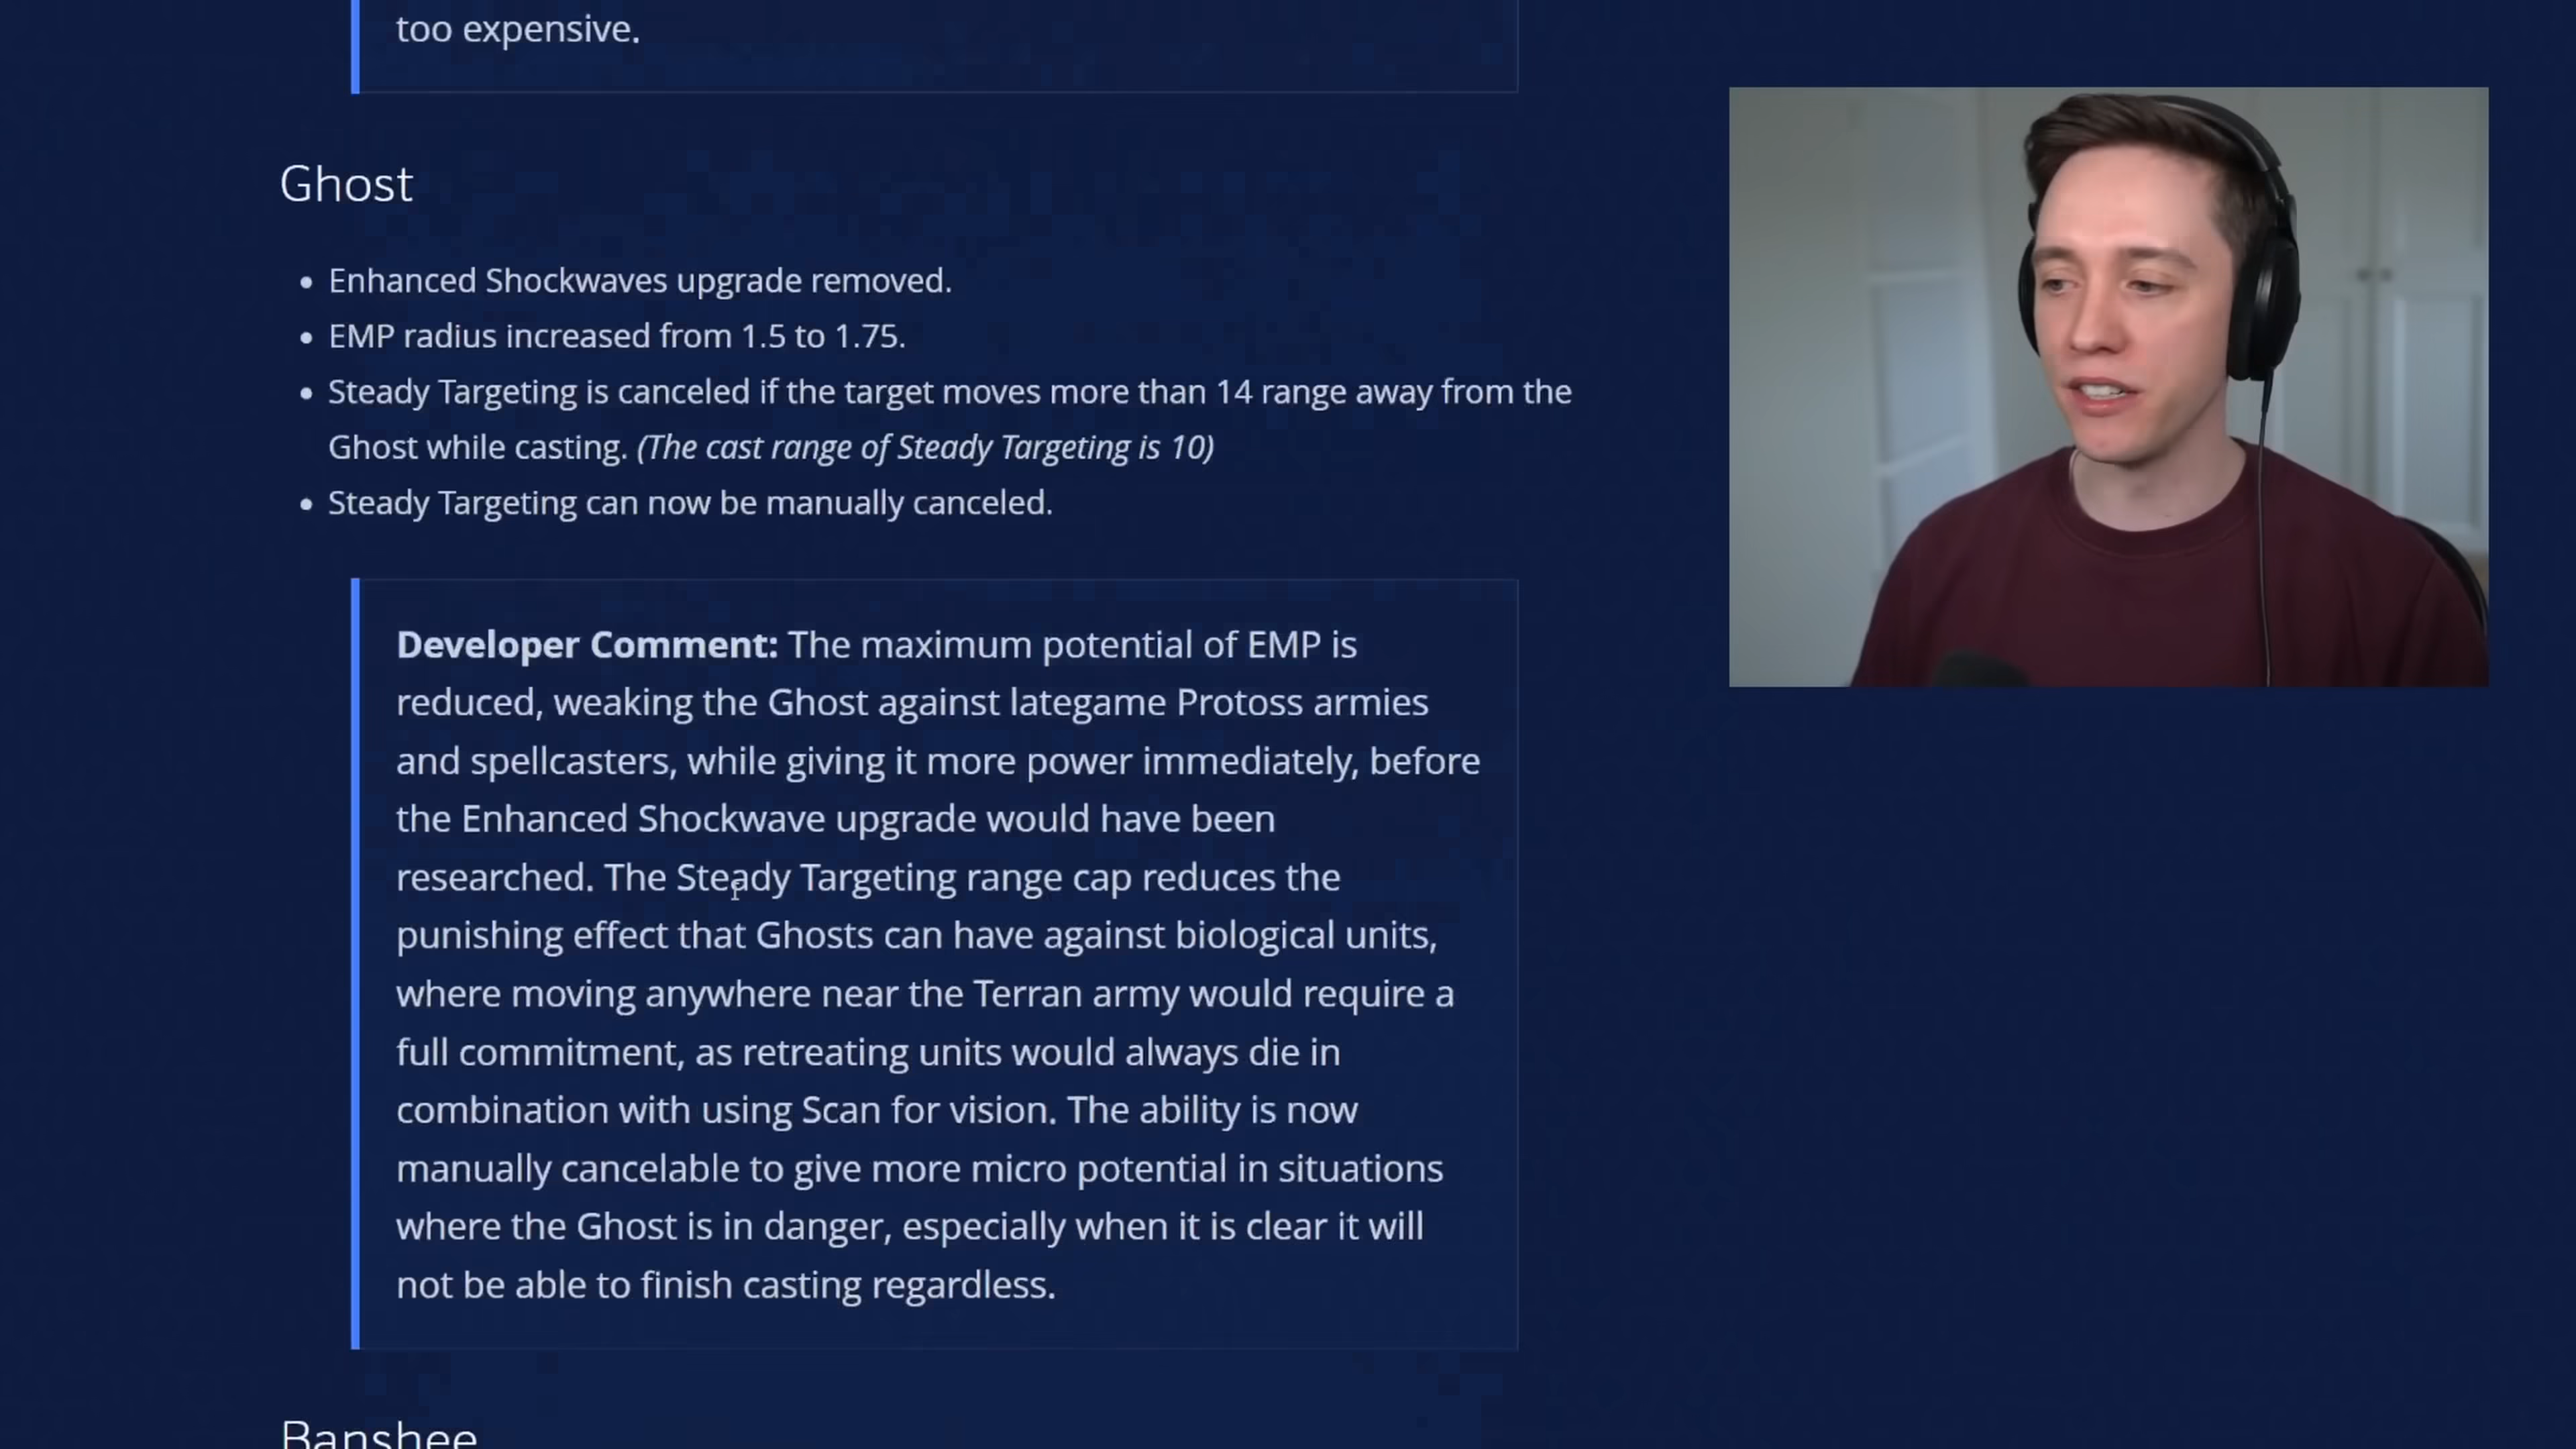 too expensive.
Ghost
• Enhanced Shockwaves upgrade removed.
• EMP radius increased from 1.5 to 1.75.
• Steady Targeting is canceled if the target moves more than 14 range away from the
Ghost while casting. (The cast range of Steady Targeting is 10)
• Steady Targeting can now be manually canceled.
Developer Comment: The maximum potential of EMP is
reduced, weaking the Ghost against lategame Protoss armies
and spellcasters, while giving it more power immediately, before
the Enhanced Shockwave upgrade would have been
researched. The Steady Targeting range cap reduces the
punishing effect that Ghosts can have against biological units,
where moving anywhere near the Terran army would require a
full commitment, as retreating units would always die in
combination with using Scan for vision. The ability is now
manually cancelable to give more micro potential in situations
where the Ghost is in danger, especially when it is clear it will
not be able to finish casting regardless.
Banshee